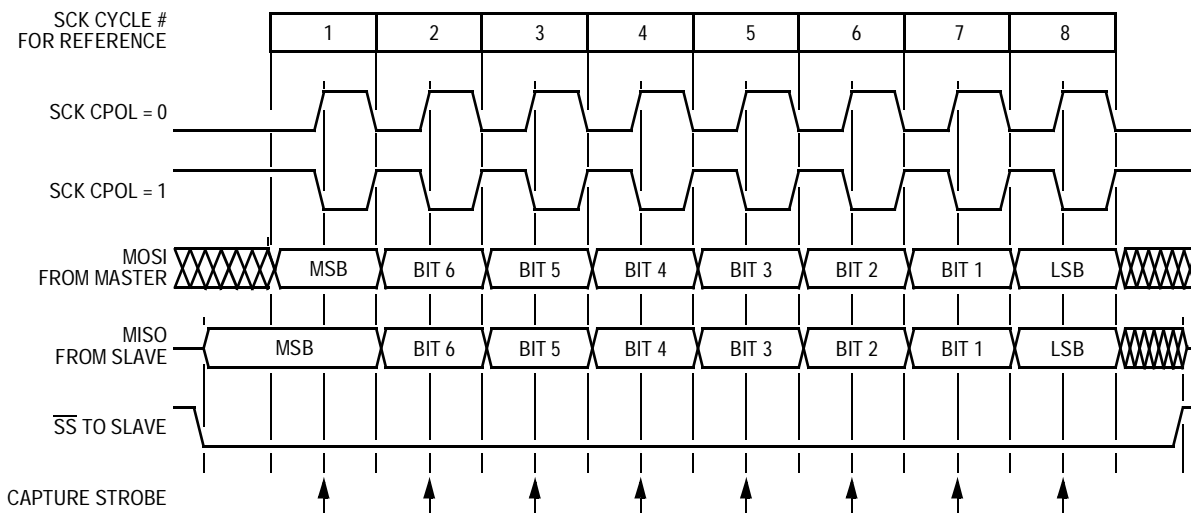 SCK CYCLE #
FOR REFERENCE
1 2 3 4 5 6 7 8
SCK CPOL = 0
SCK CPOL = 1
MOSI
FROM MASTER
MSB BIT 6 BIT 5 BIT 4 BIT 3 BIT 2 BIT 1 LSB
MISO
FROM SLAVE
MSB BIT 6 BIT 5 BIT 4 BIT 3 BIT 2 BIT 1 LSB
S̅S̅ TO SLAVE
CAPTURE STROBE